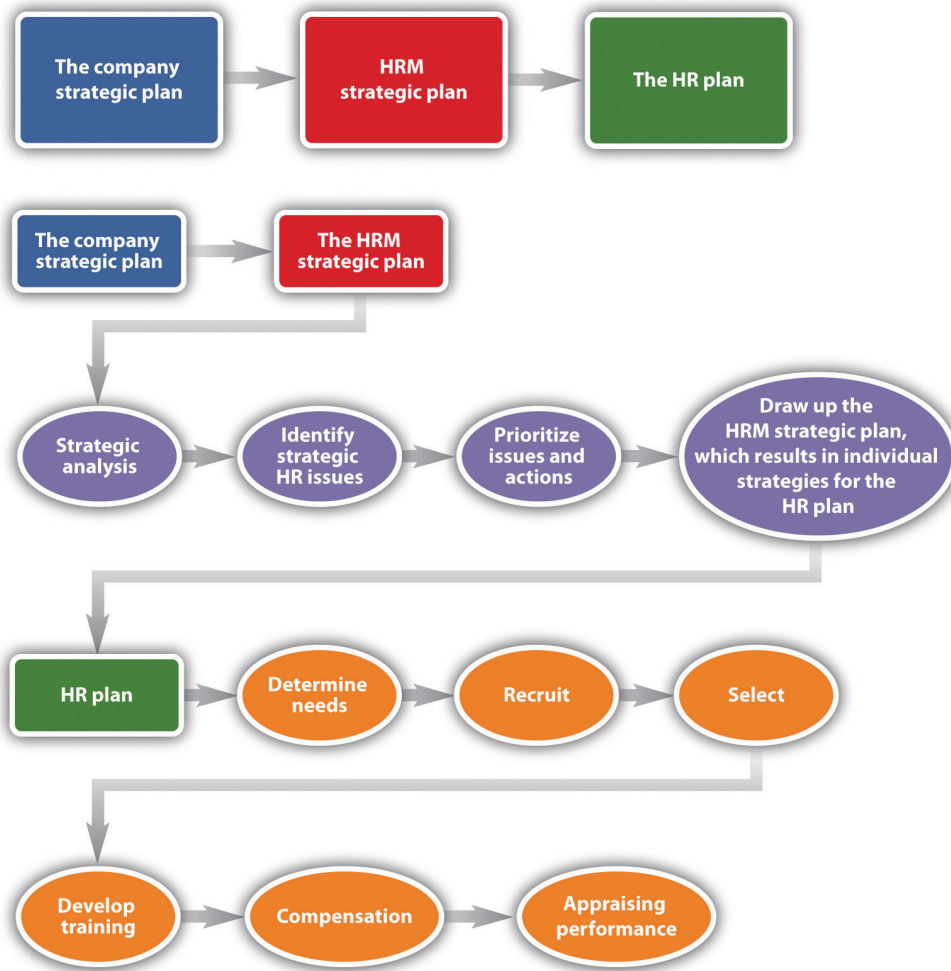 The company
strategic plan
HRM
strategic plan
The HR plan
The company
strategic plan
The HRM
strategic plan
Strategic
analysis
Identify
strategic
HR issues
Prioritize
issues and
actions
Draw up the
HRM strategic plan,
which results in individual
strategies for the
HR plan
HR plan
Determine
needs
Recruit
Select
Develop
training
Compensation
Appraising
performance